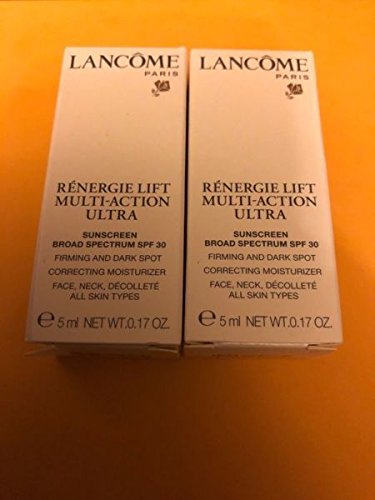 LANCÔME
PARIS
RÉNERGIE LIFT
MULTI-ACTION
ULTRA
SUNSCREEN
BROAD SPECTRUM SPF 30
FIRMING AND DARK SPOT
CORRECTING MOISTURIZER
FACE, NECK, DÉCOLLETÉ
ALL SKIN TYPES
℮ 5 ml NET WT.0.17 OZ.
LANCÔME
PARIS
RÉNERGIE LIFT
MULTI-ACTION
ULTRA
SUNSCREEN
BROAD SPECTRUM SPF 30
FIRMING AND DARK SPOT
CORRECTING MOISTURIZER
FACE, NECK, DÉCOLLETÉ
ALL SKIN TYPES
℮ 5 ml NET WT.0.17 OZ.